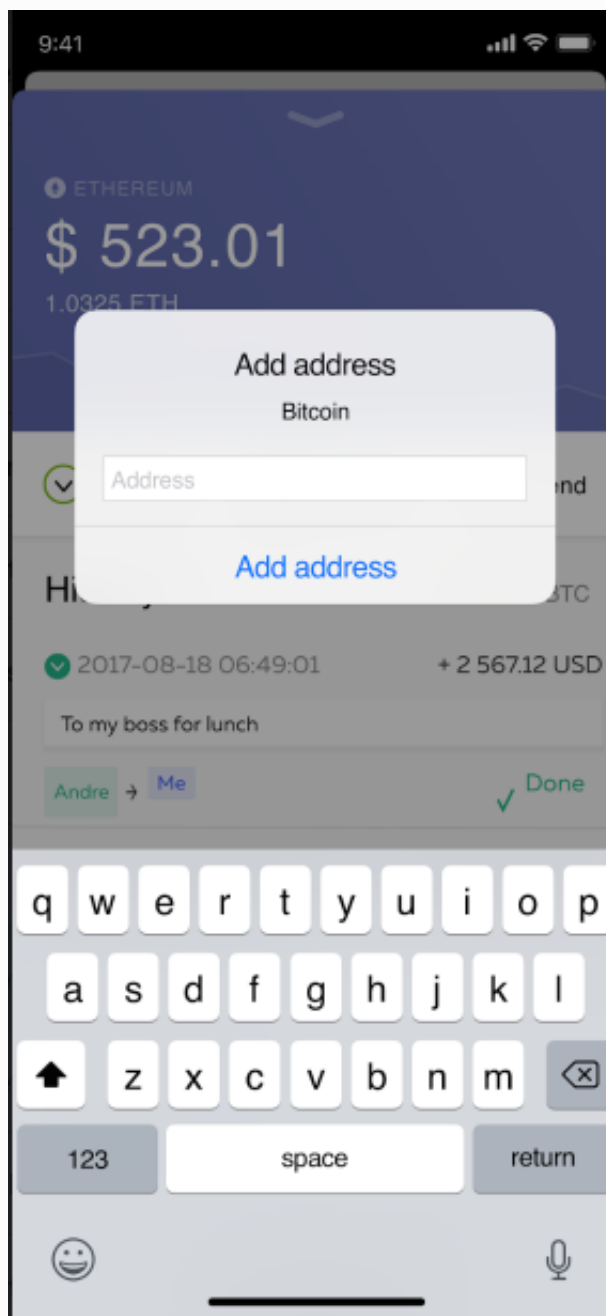 9:41
ETHEREUM
$ 523.01
1.0325 ETH
Add address
Bitcoin
Address
Add address
2017-08-18 06:49:01 + 2 567.12 USD
To my boss for lunch
Andre → Me Done
q w e r t y u i o p
a s d f g h j k l
z x c v b n m
123 space return